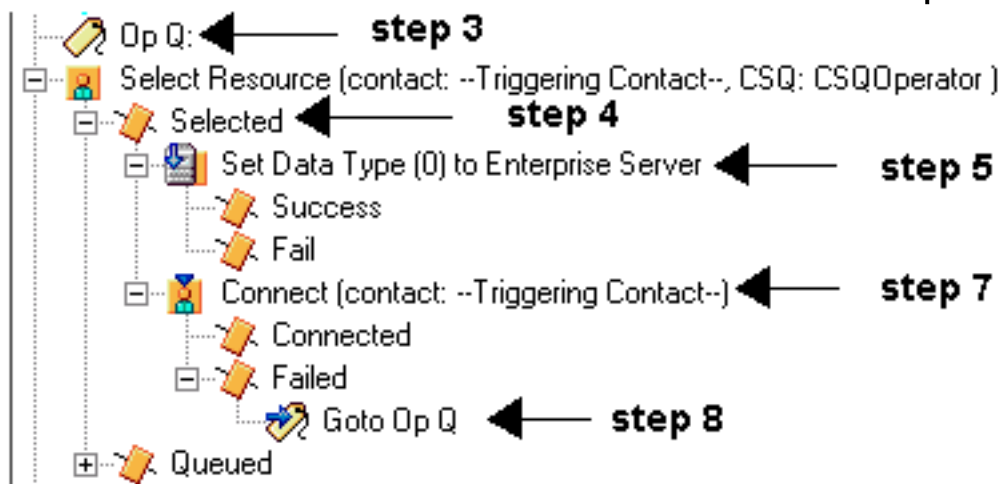 Op Q: step 3
Select Resource (contact: --Triggering Contact--, CSQ: CSQOperator )
Selected step 4
Set Data Type (0) to Enterprise Server step 5
Success
Fail
Connect (contact: --Triggering Contact--) step 7
Connected
Failed
Goto Op Q step 8
Queued